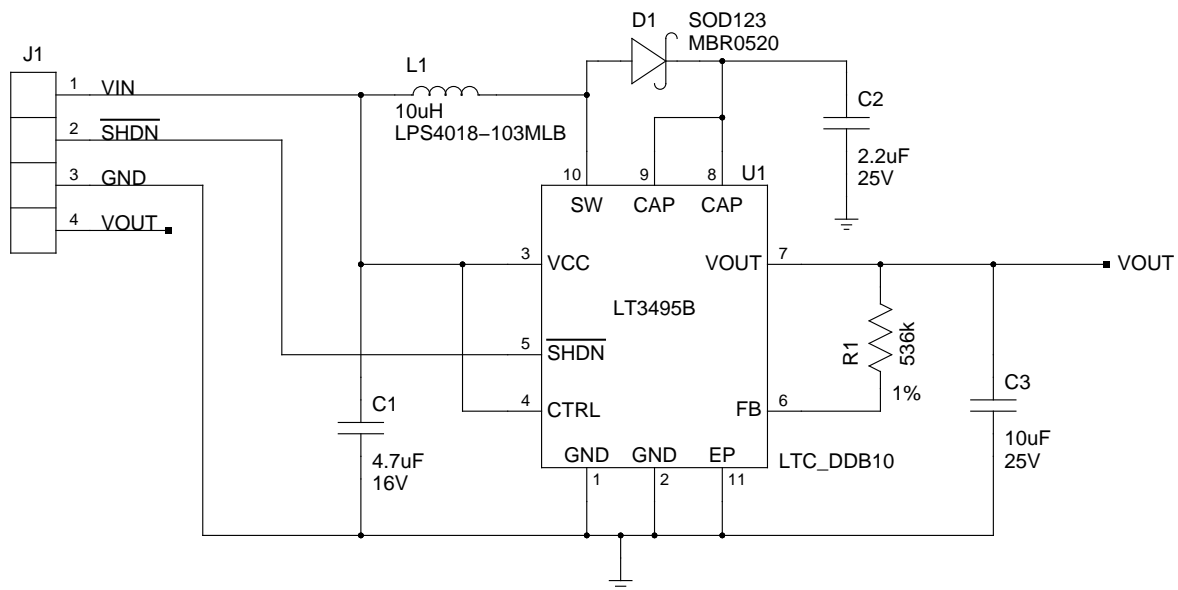 D1
SOD123
MBR0520
J1
L1
1
VIN
10uH
LPS4018–103MLB
C2
2.2uF
25V
2
SHDN
3
GND
4
VOUT
10
9
8
U1
SW
CAP
CAP
3
VCC
VOUT
7
VOUT
LT3495B
5
SHDN
R1
536k
1%
4
CTRL
FB
6
C1
4.7uF
16V
C3
10uF
25V
GND
GND
EP
LTC_DDB10
1
2
11